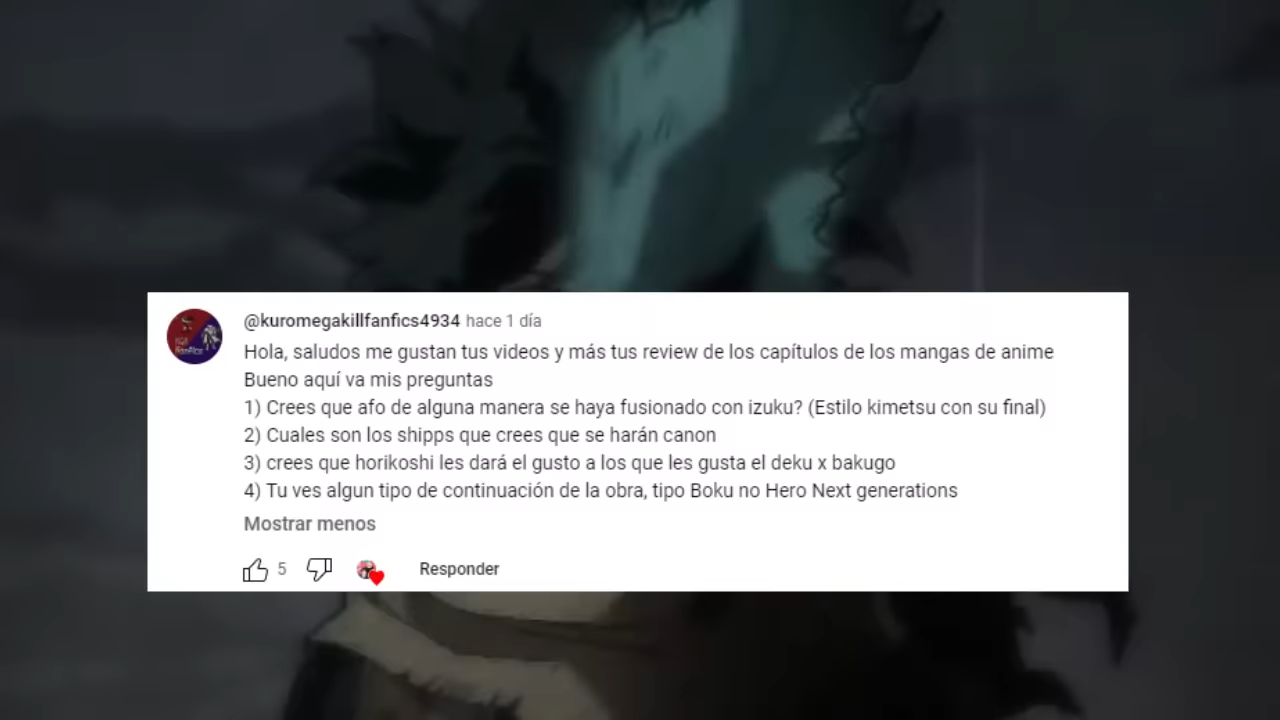 @kuromegakillfanfics4934 hace 1 día
Hola, saludos me gustan tus videos y más tus review de los capítulos de los mangas de anime
Bueno aquí va mis preguntas
1) Crees que afo de alguna manera se haya fusionado con izuku? (Estilo kimetsu con su final)
2) Cuales son los shipps que crees que se harán canon
3) crees que horikoshi les dará el gusto a los que les gusta el deku x bakugo
4) Tu ves algun tipo de continuación de la obra, tipo Boku no Hero Next generations
Mostrar menos
5 Responder